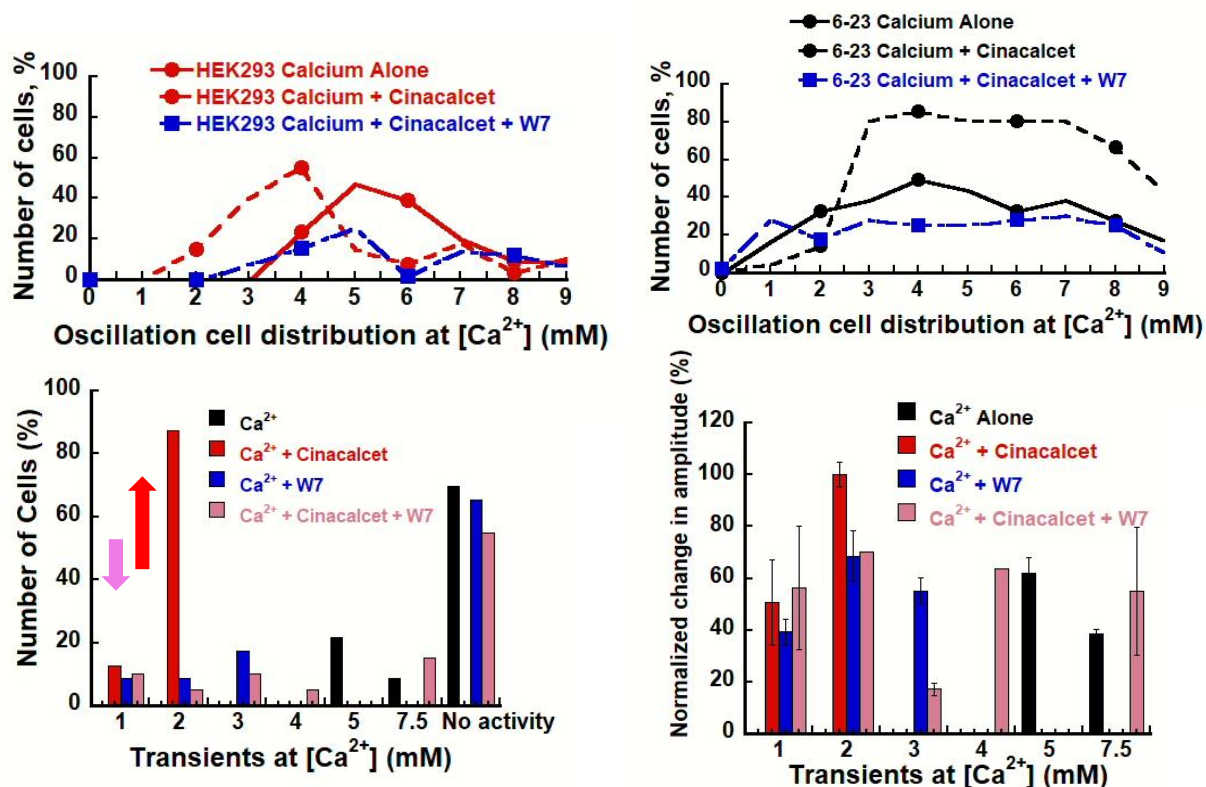 HEK293 Calcium Alone
HEK293 Calcium + Cinacalcet
HEK293 Calcium + Cinacalcet + W7
Number of cells, %
100
80
60
40
20
0
0 1 2 3 4 5 6 7 8 9
Oscillation cell distribution at [Ca²⁺] (mM)
6-23 Calcium Alone
6-23 Calcium + Cinacalcet
6-23 Calcium + Cinacalcet + W7
Number of cells, %
100
80
60
40
20
0
0 1 2 3 4 5 6 7 8 9
Oscillation cell distribution at [Ca²⁺] (mM)
Number of Cells (%)
100
80
60
40
20
0
Ca²⁺
Ca²⁺ + Cinacalcet
Ca²⁺ + W7
Ca²⁺ + Cinacalcet + W7
1 2 3 4 5 7.5 No activity
Transients at [Ca²⁺] (mM)
Normalized change in amplitude (%)
120
100
80
60
40
20
0
Ca²⁺ Alone
Ca²⁺ + Cinacalcet
Ca²⁺ + W7
Ca²⁺ + Cinacalcet + W7
1 2 3 4 5 7.5
Transients at [Ca²⁺] (mM)